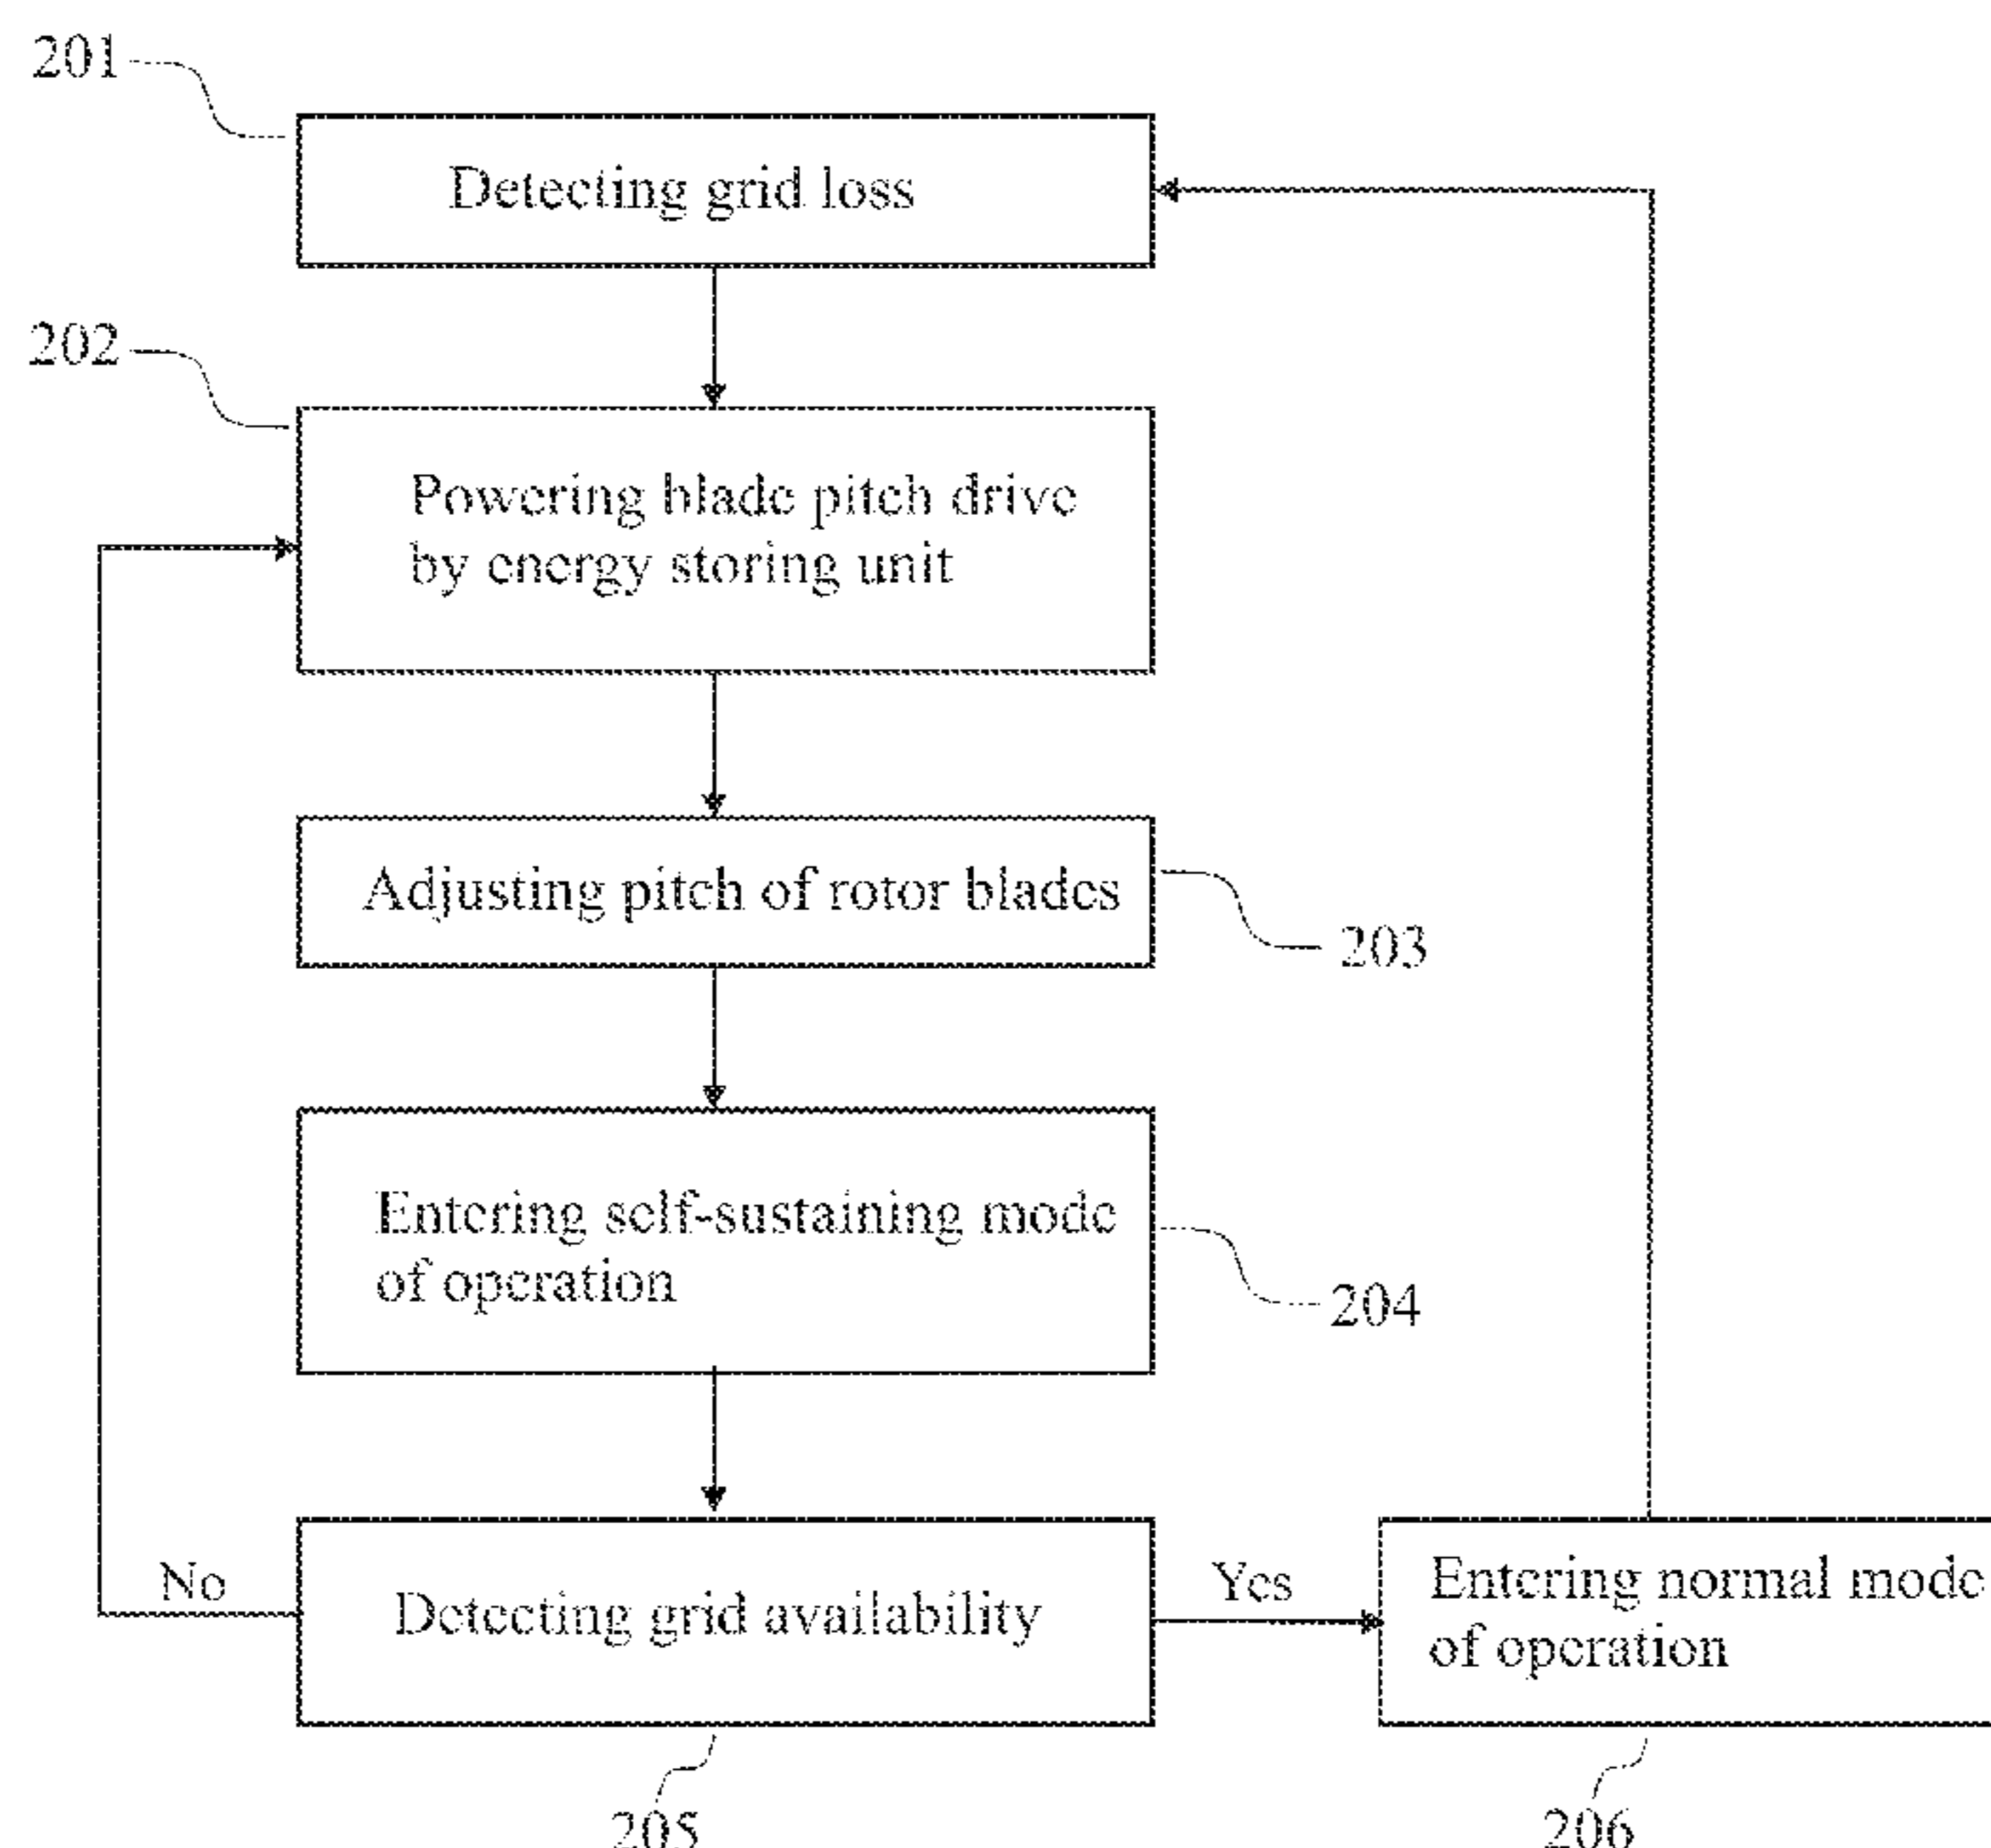 201
Detecting grid loss
202
Powering blade pitch drive
by energy storing unit
Adjusting pitch of rotor blades
203
Entering self-sustaining mode
of operation
204
No
Detecting grid availability
Yes
Entering normal mode
of operation
205
206